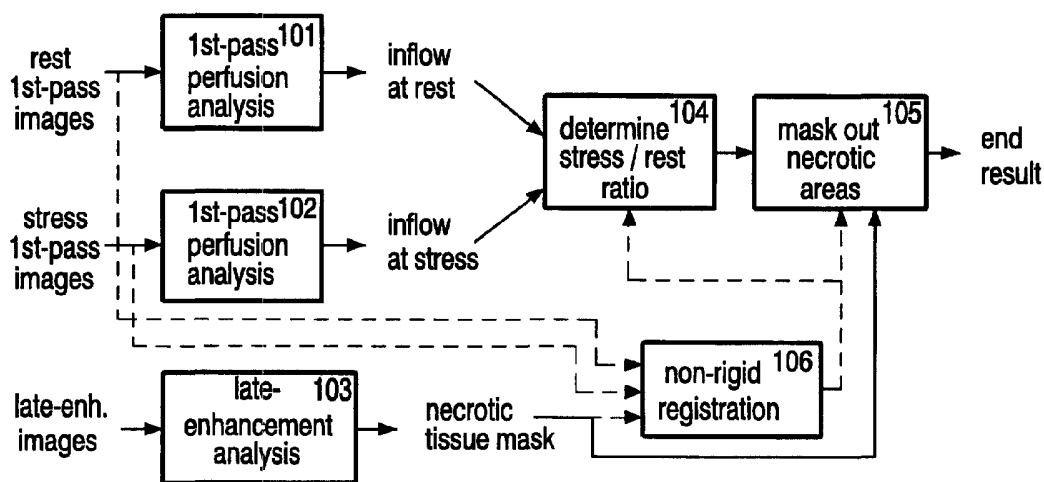 rest
1st-pass
images
101
1st-pass
perfusion
analysis
inflow
at rest
stress
1st-pass
images
102
1st-pass
perfusion
analysis
inflow
at stress
104
determine
stress / rest
ratio
105
mask out
necrotic
areas
end
result
late-enh.
images
103
late-
enhancement
analysis
necrotic
tissue mask
106
non-rigid
registration